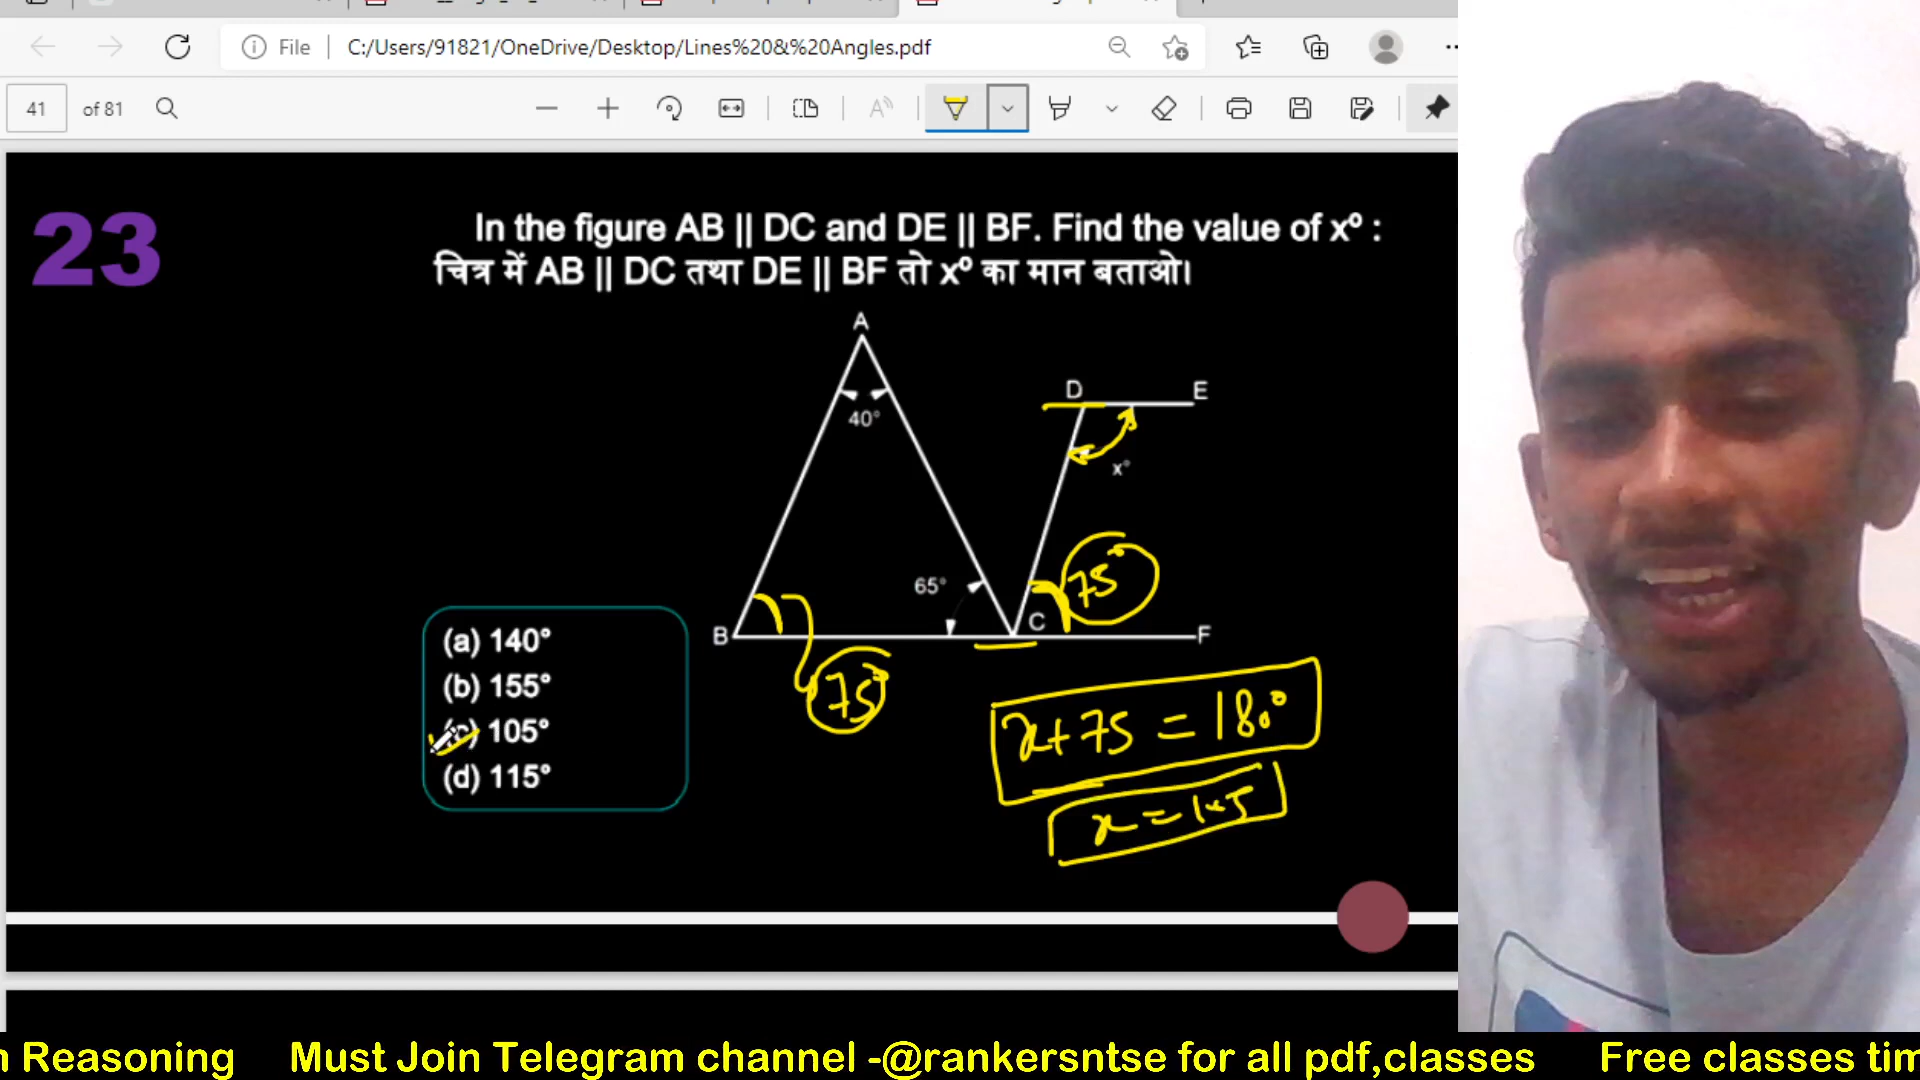 File C:/Users/91821/OneDrive/Desktop/Lines%20&%20Angles.pdf
41 of 81
23
In the figure AB || DC and DE || BF. Find the value of xº :
चित्र में AB || DC तथा DE || BF तो xº का मान बताओ।
A
40°
D E
x°
65°
75°
B C F
75°
(a) 140°
(b) 155°
(c) 105°
(d) 115°
x+75 = 180°
x = 105
n Reasoning Must Join Telegram channel -@rankersntse for all pdf,classes Free classes tim